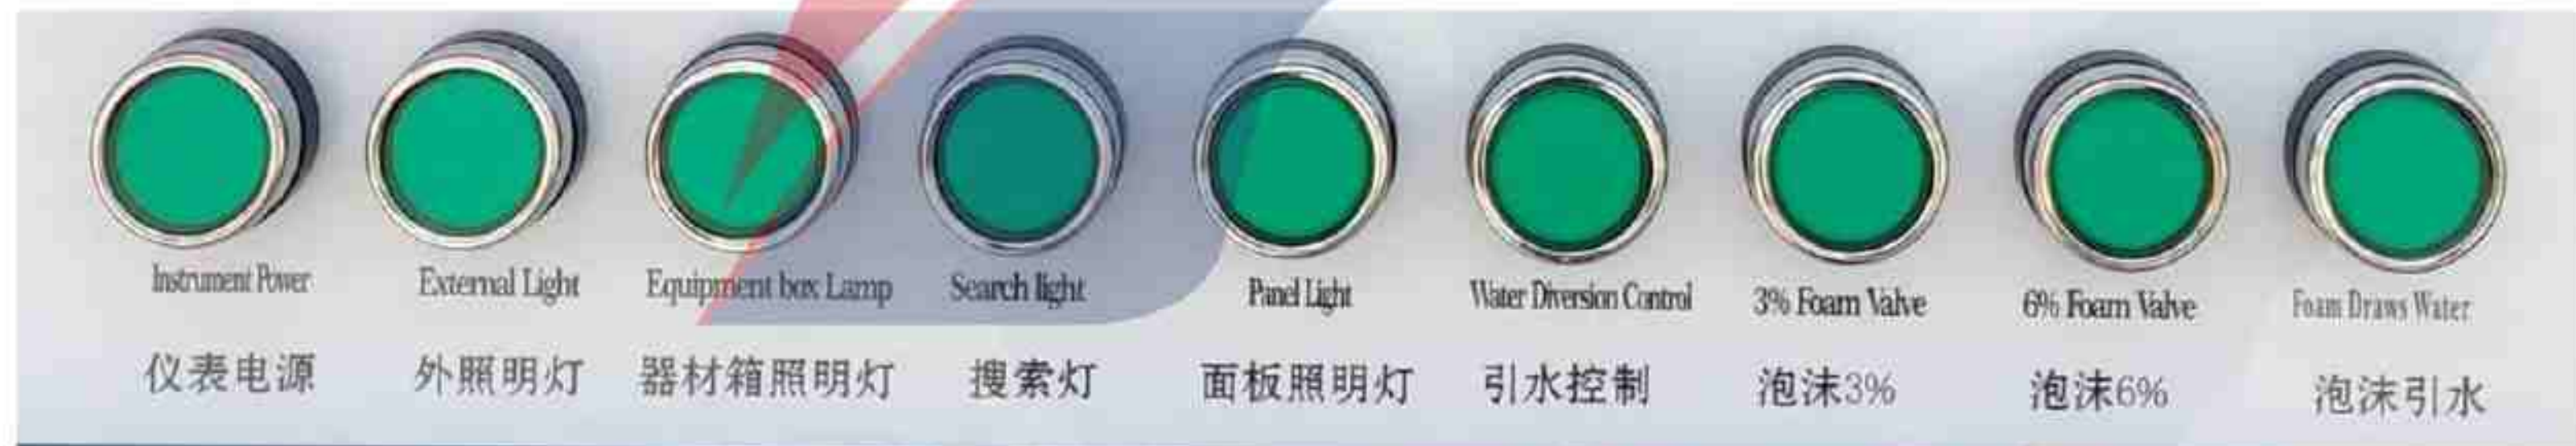 Instrument Power External Light Equipment box Lamp Search light Panel Light Water Diversion Control 3% Foam Valve 6% Foam Valve Foam Draws Water
仪表电源 外照明灯 器材箱照明灯 搜索灯 面板照明灯 引水控制 泡沫3% 泡沫6% 泡沫引水